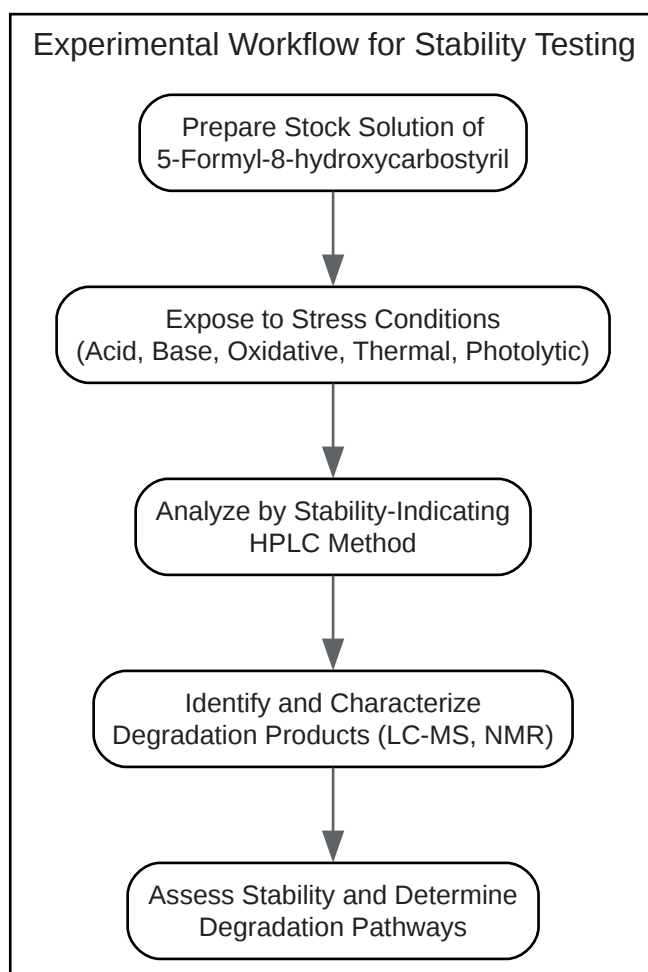 Experimental Workflow for Stability Testing
Prepare Stock Solution of
5-Formyl-8-hydroxycarbostyril
Expose to Stress Conditions
(Acid, Base, Oxidative, Thermal, Photolytic)
Analyze by Stability-Indicating
HPLC Method
Identify and Characterize
Degradation Products (LC-MS, NMR)
Assess Stability and Determine
Degradation Pathways